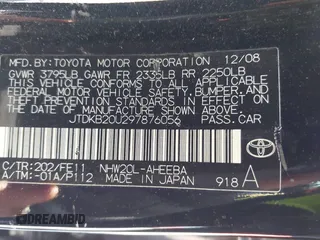 MFD. BY: TOYOTA MOTOR CORPORATION 12/08
GVWR 3795LB GAWR FR 2335LB RR 2250LB
THIS VEHICLE CONFORMS TO ALL APPLICABLE
FEDERAL MOTOR VEHICLE SAFETY, BUMPER,
AND THEFT PREVENTION STANDARDS IN EFFECT
ON THE DATE OF MANUFACTURE SHOWN ABOVE.
JTDKB20U297876056 PASS.CAR
C/TR:202/FE11 NHW20L-AHEEBA
A/TM:-01A/P112 MADE IN JAPAN 918A
TOYOTA
DREAMBID